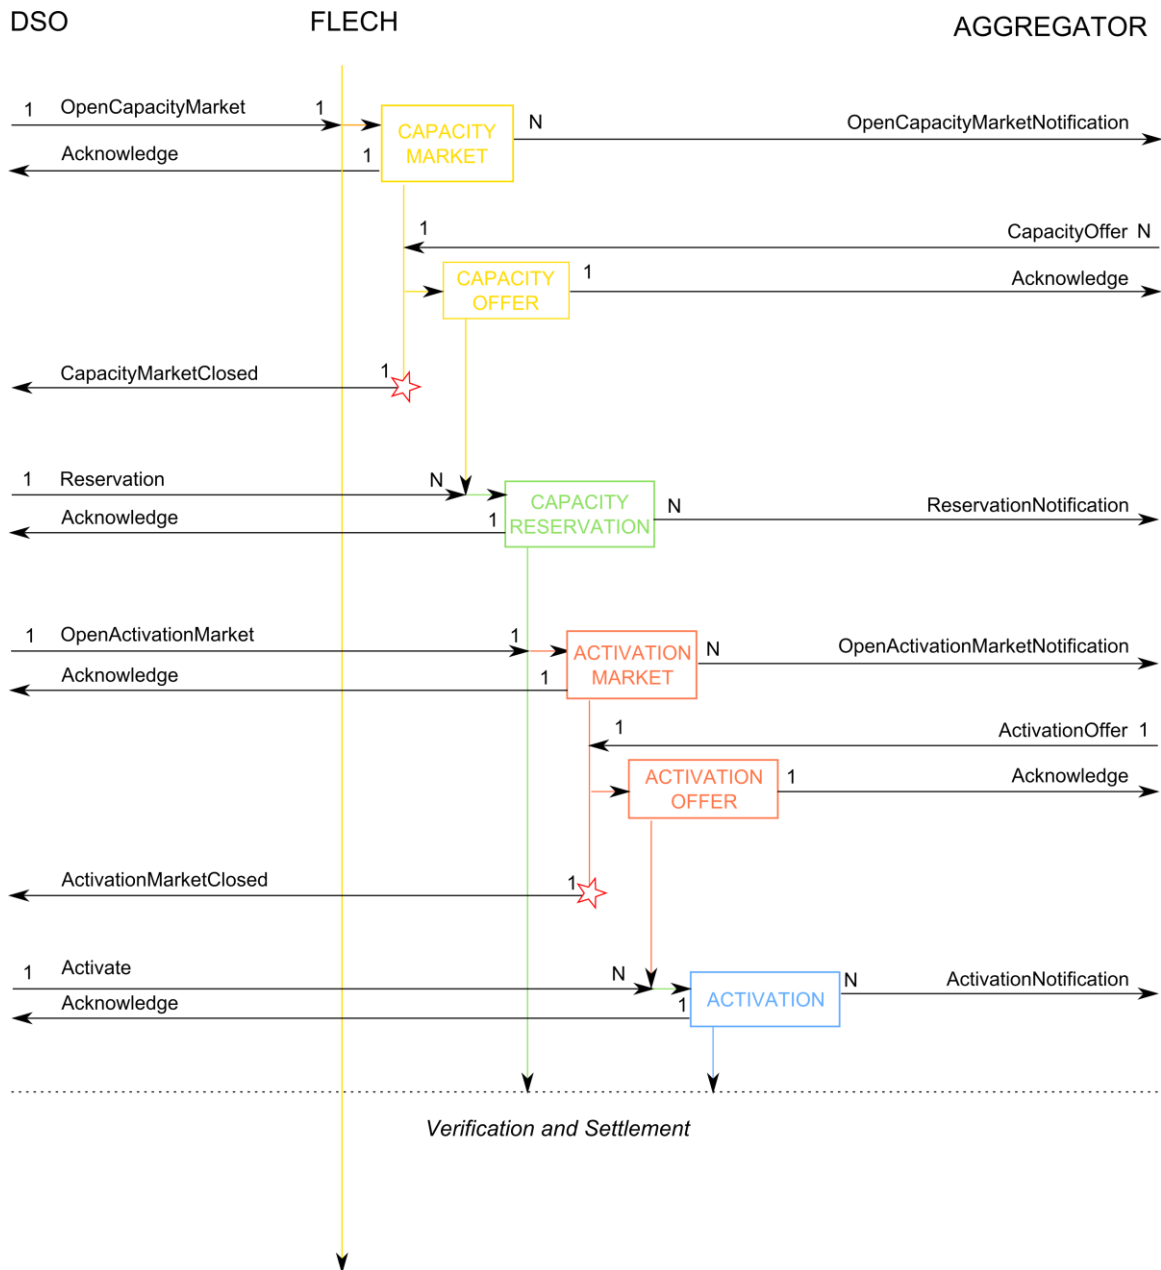 DSO FLECH AGGREGATOR
1 OpenCapacityMarket 1
CAPACITY
MARKET
N OpenCapacityMarketNotification
Acknowledge 1
1 CapacityOffer N
CAPACITY
OFFER
1 Acknowledge
CapacityMarketClosed 1
1 Reservation N
CAPACITY
RESERVATION
N ReservationNotification
Acknowledge 1
1 OpenActivationMarket 1
ACTIVATION
MARKET
N OpenActivationMarketNotification
Acknowledge 1
1 ActivationOffer 1
ACTIVATION
OFFER
1 Acknowledge
ActivationMarketClosed 1
1 Activate N
ACTIVATION
N ActivationNotification
Acknowledge 1
Verification and Settlement